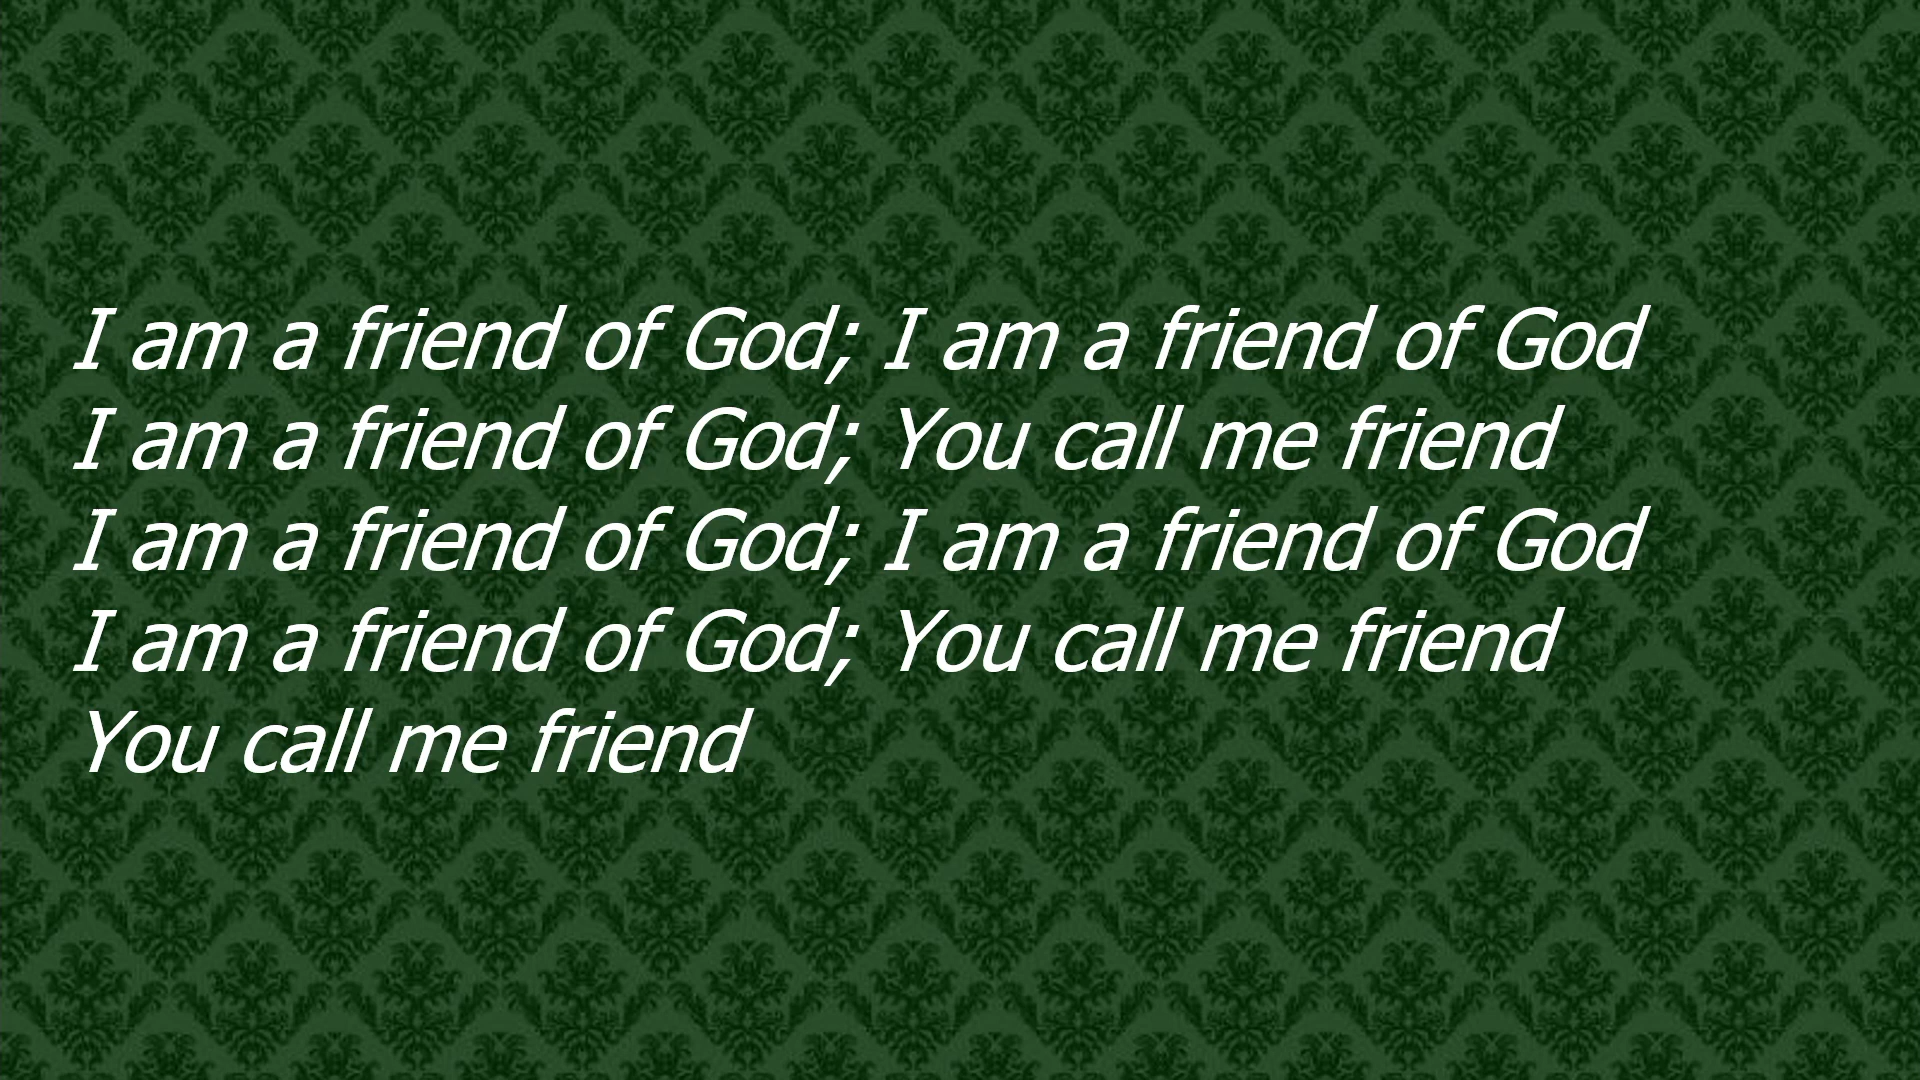 I am a friend of God; I am a friend of God
I am a friend of God; You call me friend
I am a friend of God; I am a friend of God
I am a friend of God; You call me friend
You call me friend